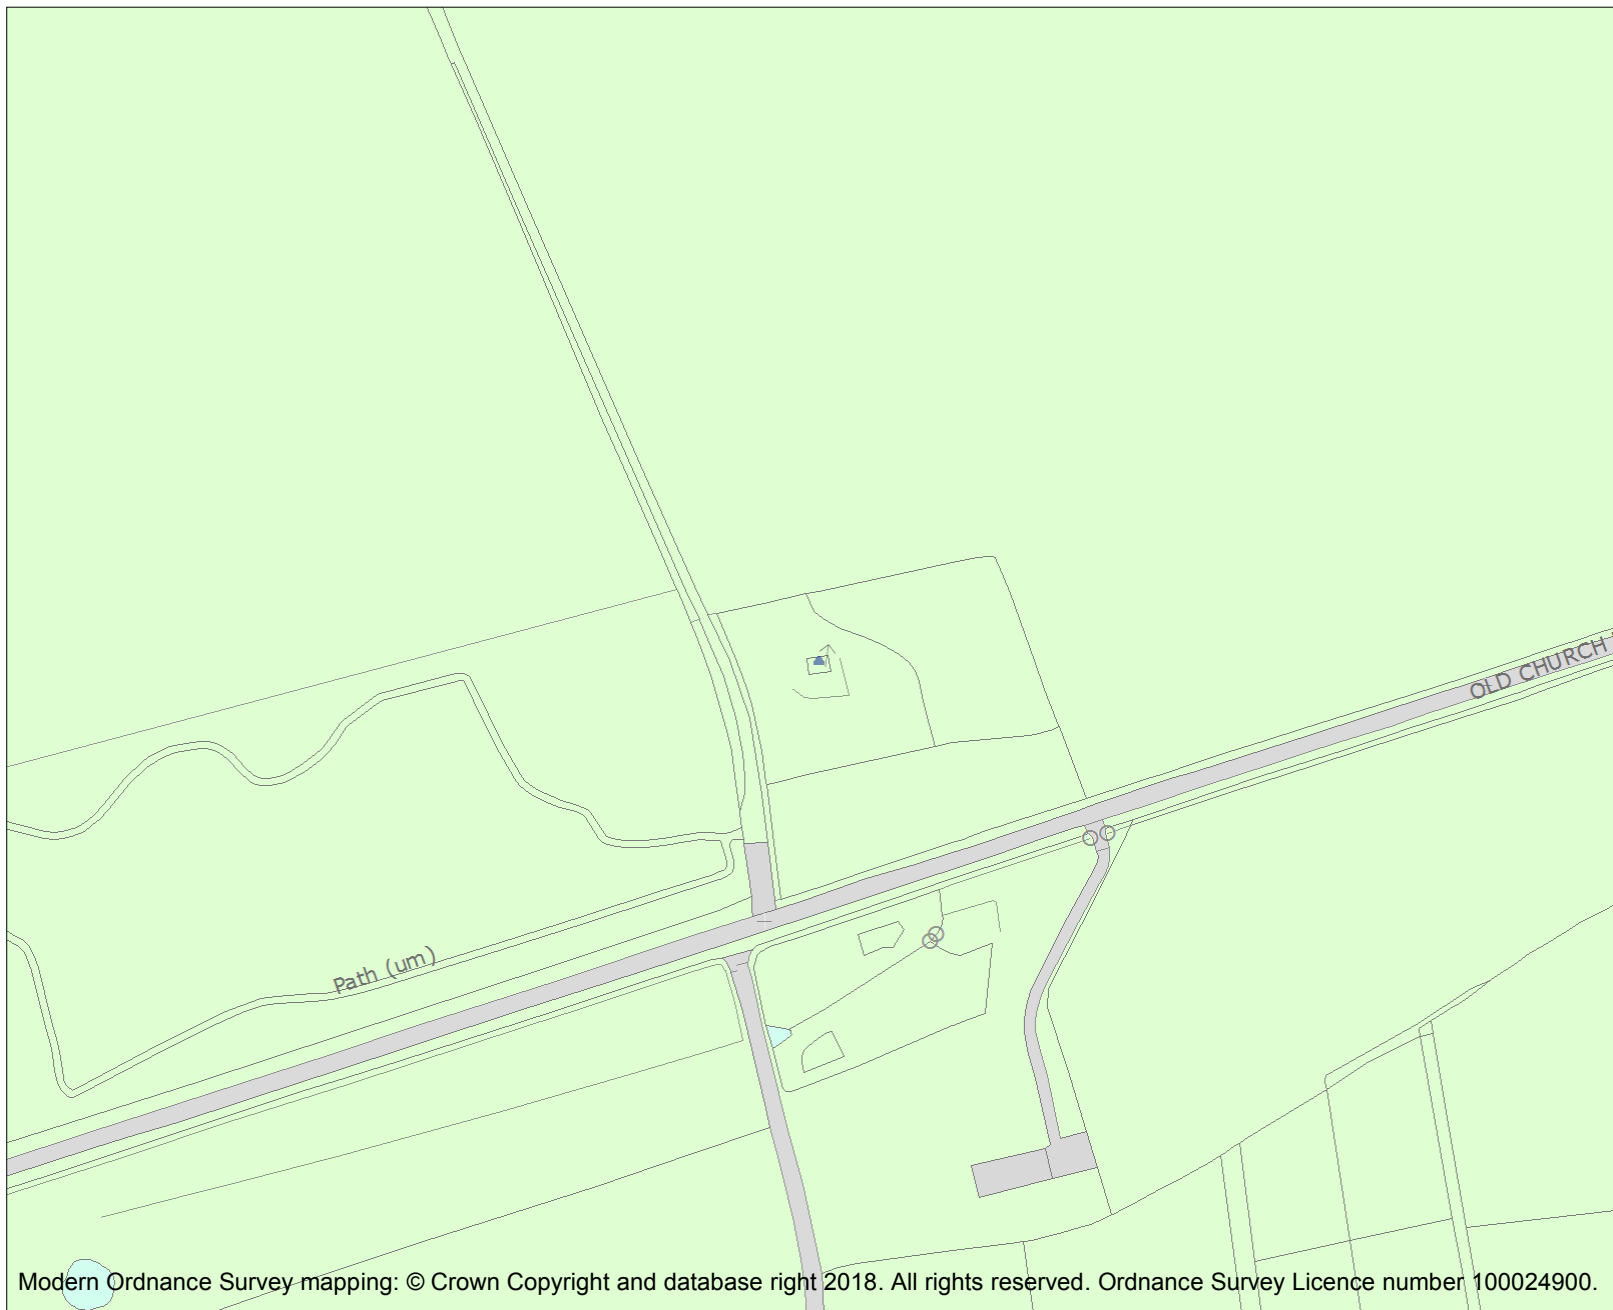 OLD CHURCH
Path (um)
Modern Ordnance Survey mapping: © Crown Copyright and database right 2018. All rights reserved. Ordnance Survey Licence number 100024900.